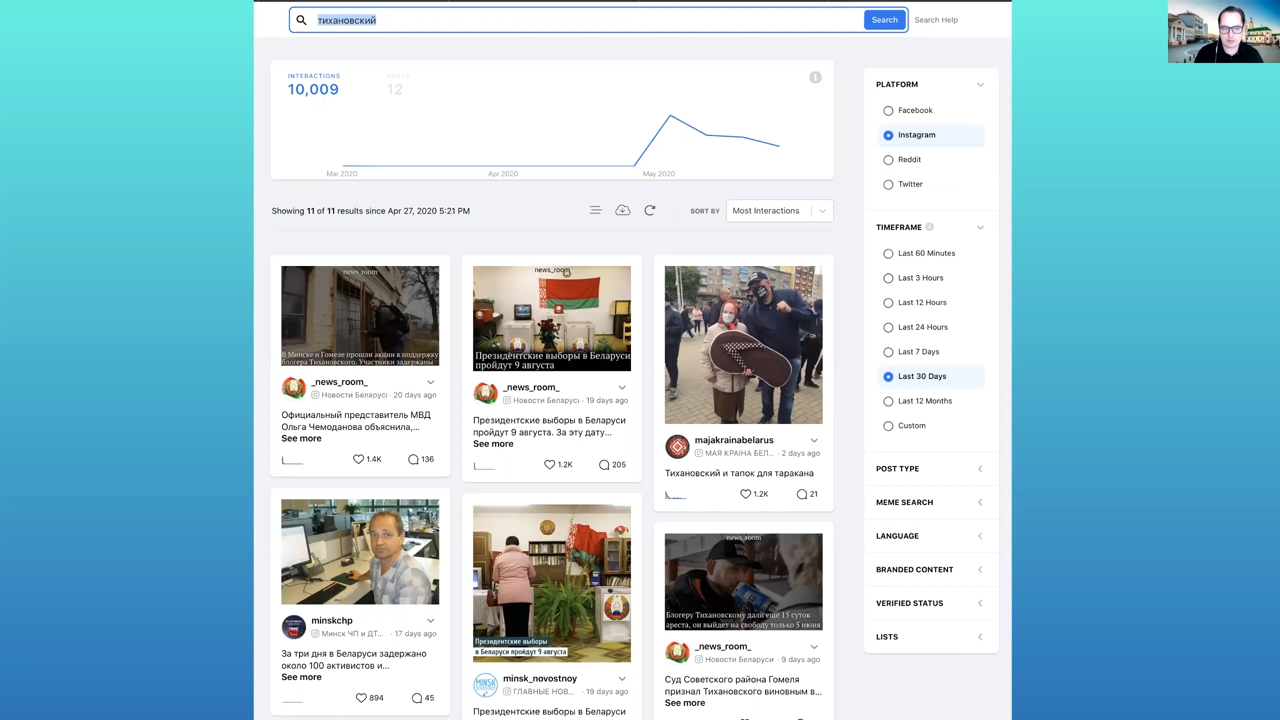 тихановский
Search
Search Help
INTERACTIONS
10,009
POSTS
12
Mar 2020
Apr 2020
May 2020
Showing 11 of 11 results since Apr 27, 2020 5:21 PM
SORT BY
Most Interactions
news_room
В Минске и Гомеле прошли акции в поддержку
блогера Тихановского. Участники задержаны
_news_room_
Новости Беларусі · 20 days ago
Официальный представитель МВД
Ольга Чемоданова объяснила,...
See more
1.4K
136
minskchp
Минск ЧП и ДТ... · 17 days ago
За три дня в Беларуси задержано
около 100 активистов и...
See more
894
45
news_room
Президентские выборы в Беларуси
пройдут 9 августа
_news_room_
Новости Беларусі · 19 days ago
Президентские выборы в Беларуси
пройдут 9 августа. За эту дату...
See more
1.2K
205
Президентские выборы
в Беларуси пройдут 9 августа
minsk_novostnoy
ГЛАВНЫЕ НОВ... · 19 days ago
Президентские выборы в Беларуси
majakrainabelarus
МАЯ КРАІНА БЕЛ... · 2 days ago
Тихановский и тапок для таракана
1.2K
21
news_room
Блогеру Тихановскому дали еще 15 суток
ареста, он выйдет на свободу только 5 июня
_news_room_
Новости Беларуси · 9 days ago
Суд Советского района Гомеля
признал Тихановского виновным в...
See more
PLATFORM
Facebook
Instagram
Reddit
Twitter
TIMEFRAME
Last 60 Minutes
Last 3 Hours
Last 12 Hours
Last 24 Hours
Last 7 Days
Last 30 Days
Last 12 Months
Custom
POST TYPE
MEME SEARCH
LANGUAGE
BRANDED CONTENT
VERIFIED STATUS
LISTS